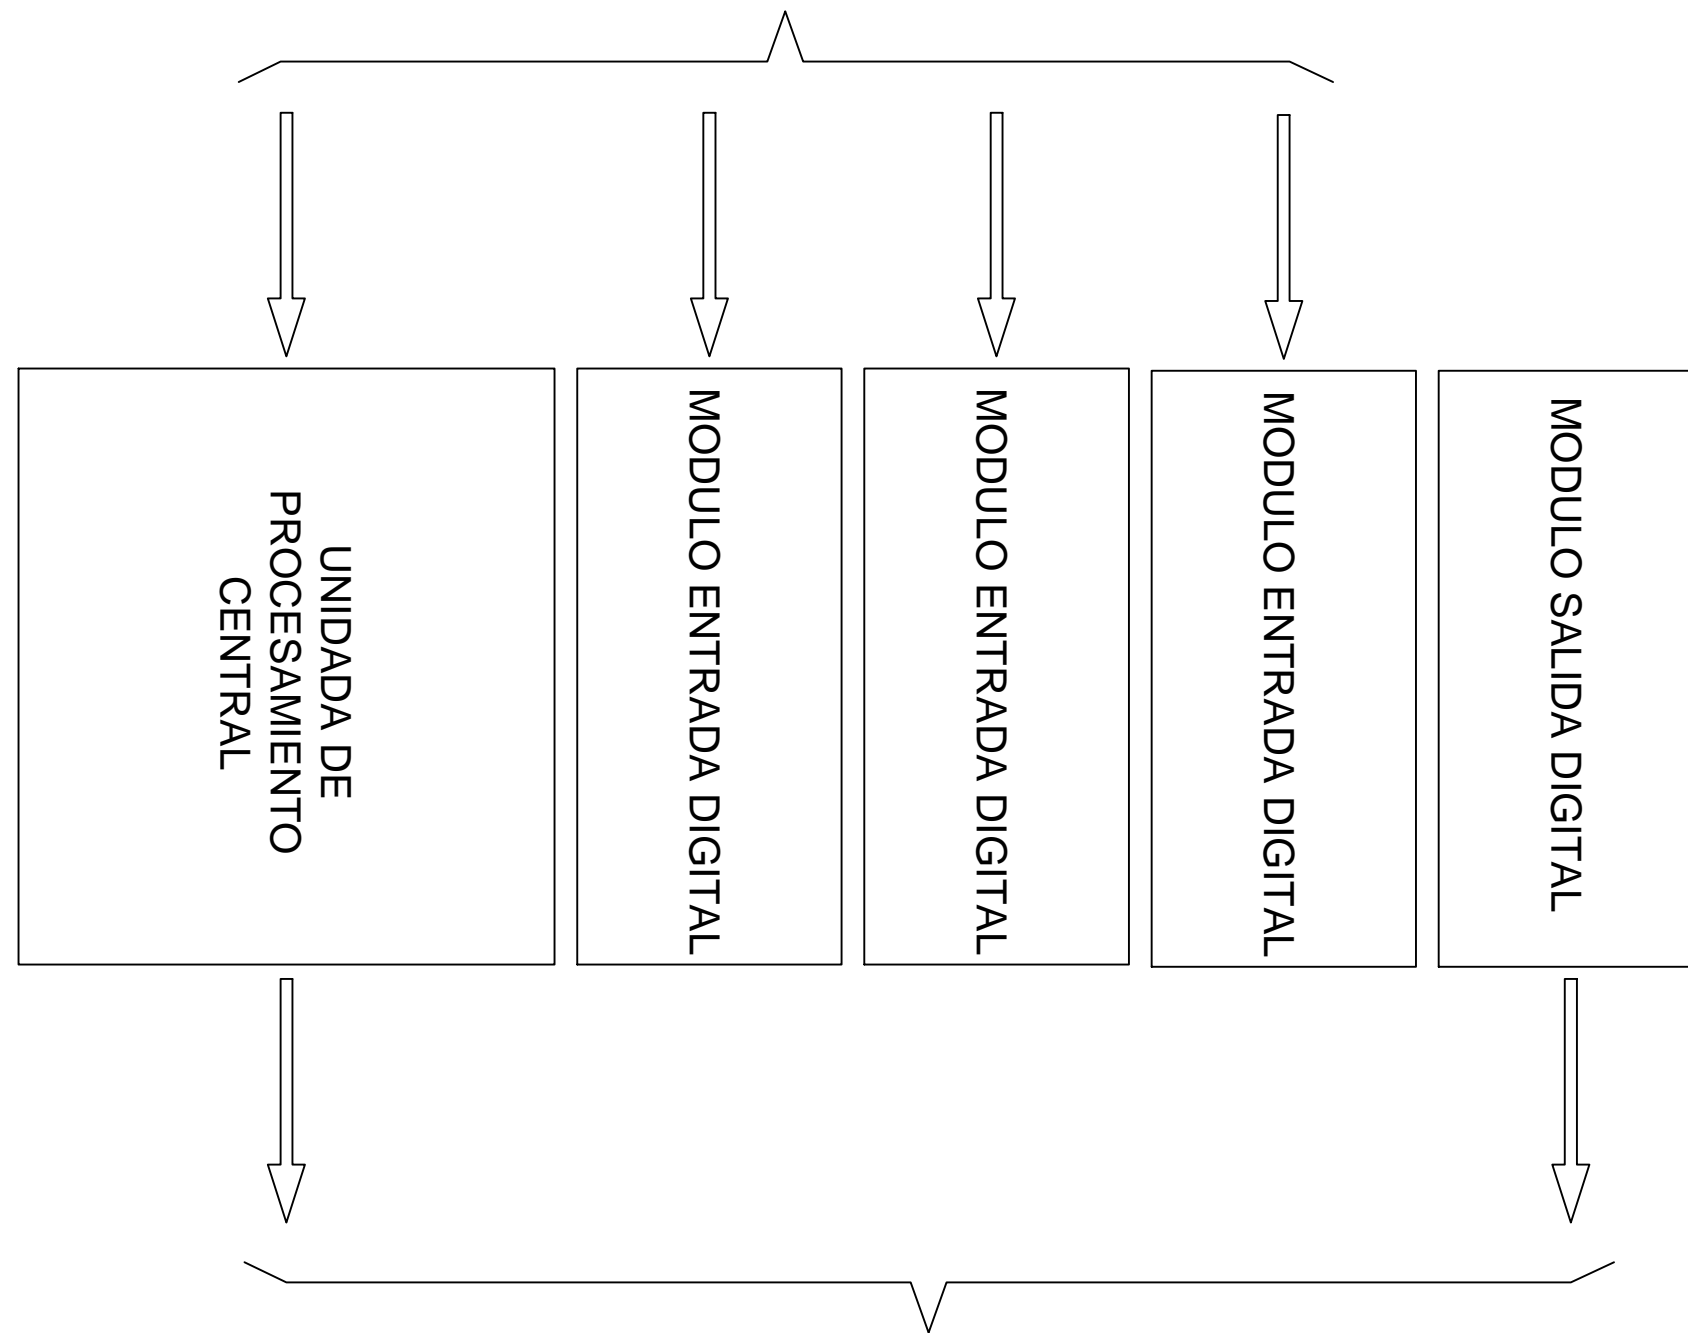 UNIDADA DE
PROCESAMIENTO
CENTRAL
MODULO ENTRADA DIGITAL
MODULO ENTRADA DIGITAL
MODULO ENTRADA DIGITAL
MODULO SALIDA DIGITAL